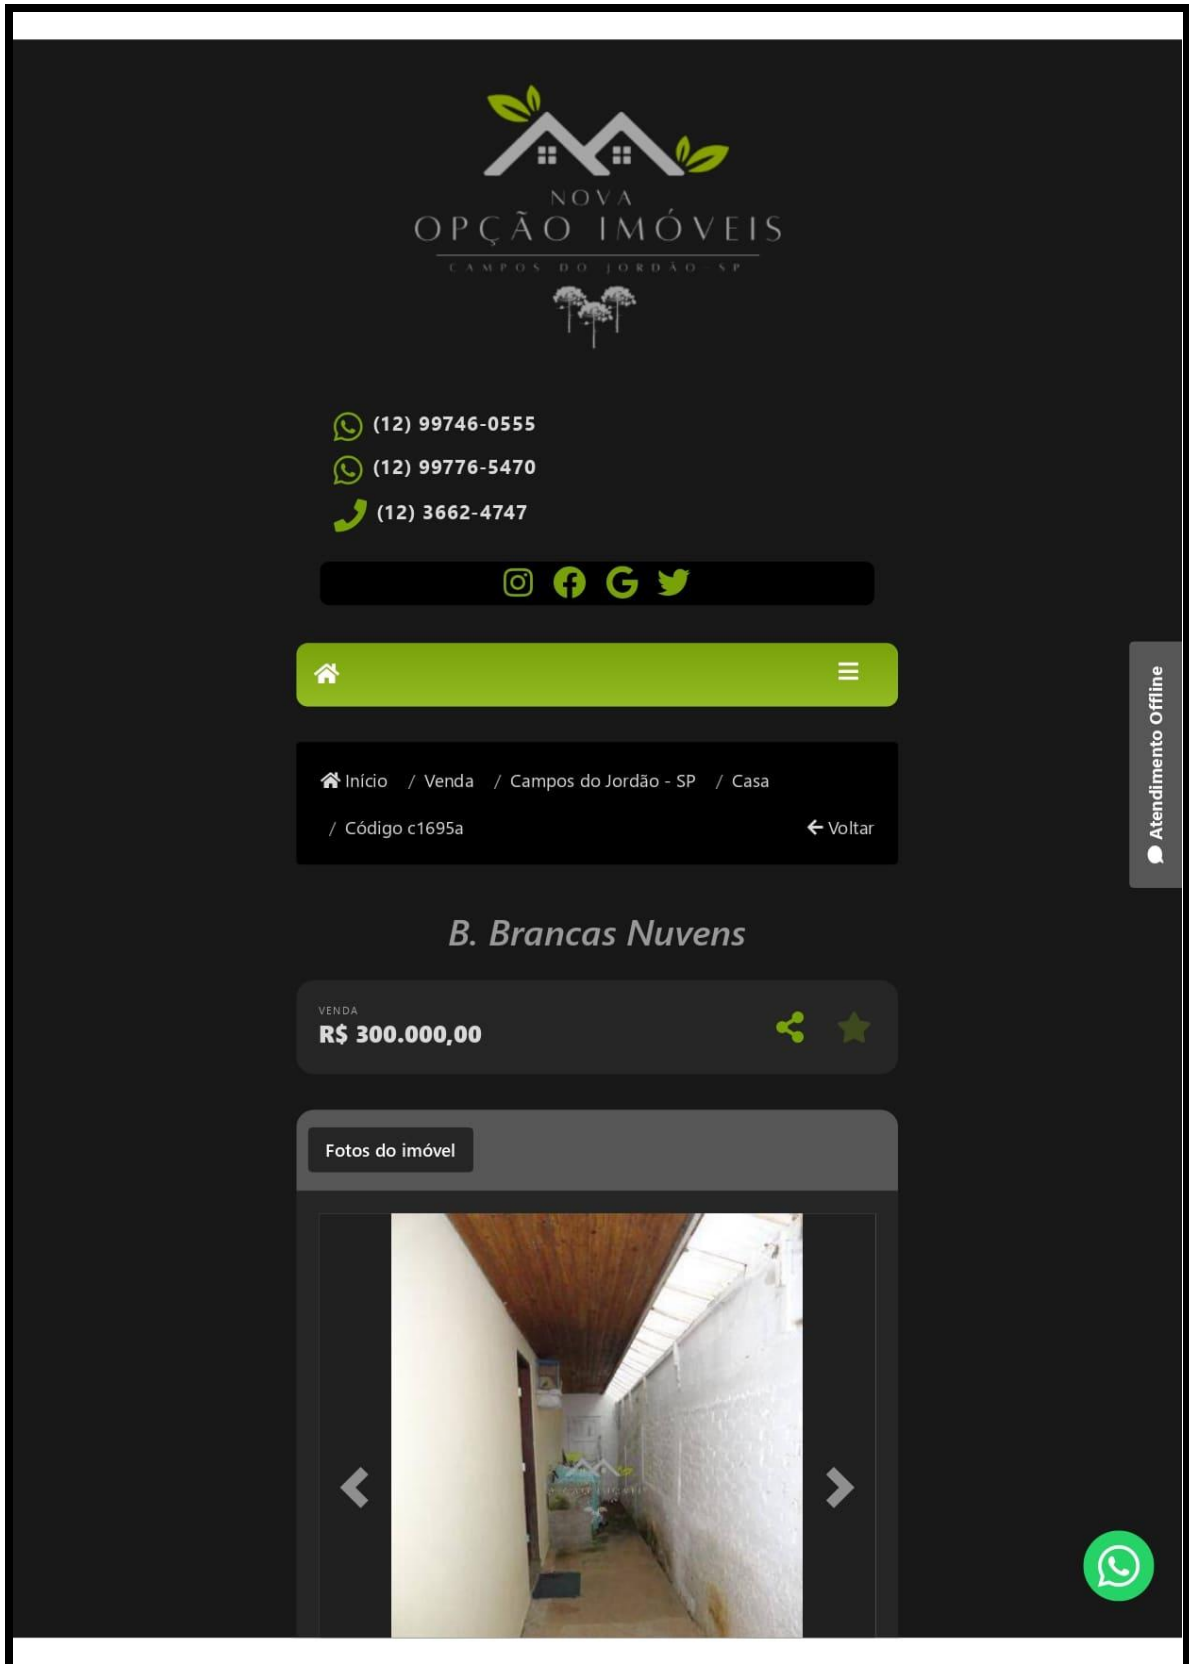 NOVA
OPÇÃO IMÓVEIS
CAMPOS DO JORDÃO-SP
(12) 99746-0555
(12) 99776-5470
(12) 3662-4747
Início / Venda / Campos do Jordão - SP / Casa
/ Código c1695a
Voltar
Atendimento Offline
B. Brancas Nuvens
VENDA
R$ 300.000,00
Fotos do imóvel